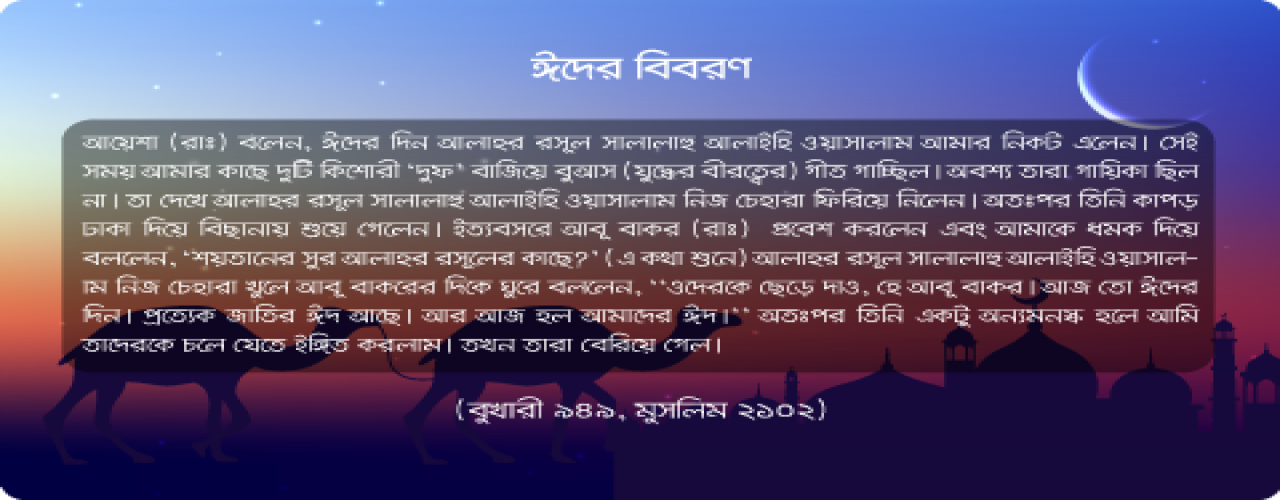 ঈদের বিবরণ
আয়েশা (রাঃ) বলেন, ঈদের দিন আলাহর রসূল সালালাহু আলাইহি ওয়াসালাম আমার নিকট এলেন। সেই
সময় আমার কাছে দুটি কিশোরী ‘দুফ’ বাজিয়ে বুআস (যুদ্ধের বীরত্বের) গীত গাচ্ছিল। অবশ্য তারা গায়িকা ছিল
না। তা দেখে আলাহর রসূল সালালাহু আলাইহি ওয়াসালাম নিজ চেহারা ফিরিয়ে নিলেন। অতঃপর তিনি কাপড়
ঢাকা দিয়ে বিছানায় শুয়ে গেলেন। ইত্যবসরে আবূ বাকর (রাঃ) প্রবেশ করলেন এবং আমাকে ধমক দিয়ে
বললেন, ‘‘শয়তানের সুর আলাহর রসূলের কাছে?’ (এ কথা শুনে) আলাহর রসূল সালালাহু আলাইহি ওয়াসাল-
াম নিজ চেহারা খুলে আবূ বাকরের দিকে ঘুরে বললেন, ‘‘ওদেরকে ছেড়ে দাও, হে আবূ বাকর। আজ তো ঈদের
দিন। প্রত্যেক জাতির ঈদ আছে। আর আজ হল আমাদের ঈদ।’’ অতঃপর তিনি একটু অন্যমনস্ক হলে আমি
তাদেরকে চলে যেতে ইঙ্গিত করলাম। তখন তারা বেরিয়ে গেল।
(বুখারী ৯৪৯, মুসলিম ২১০২)